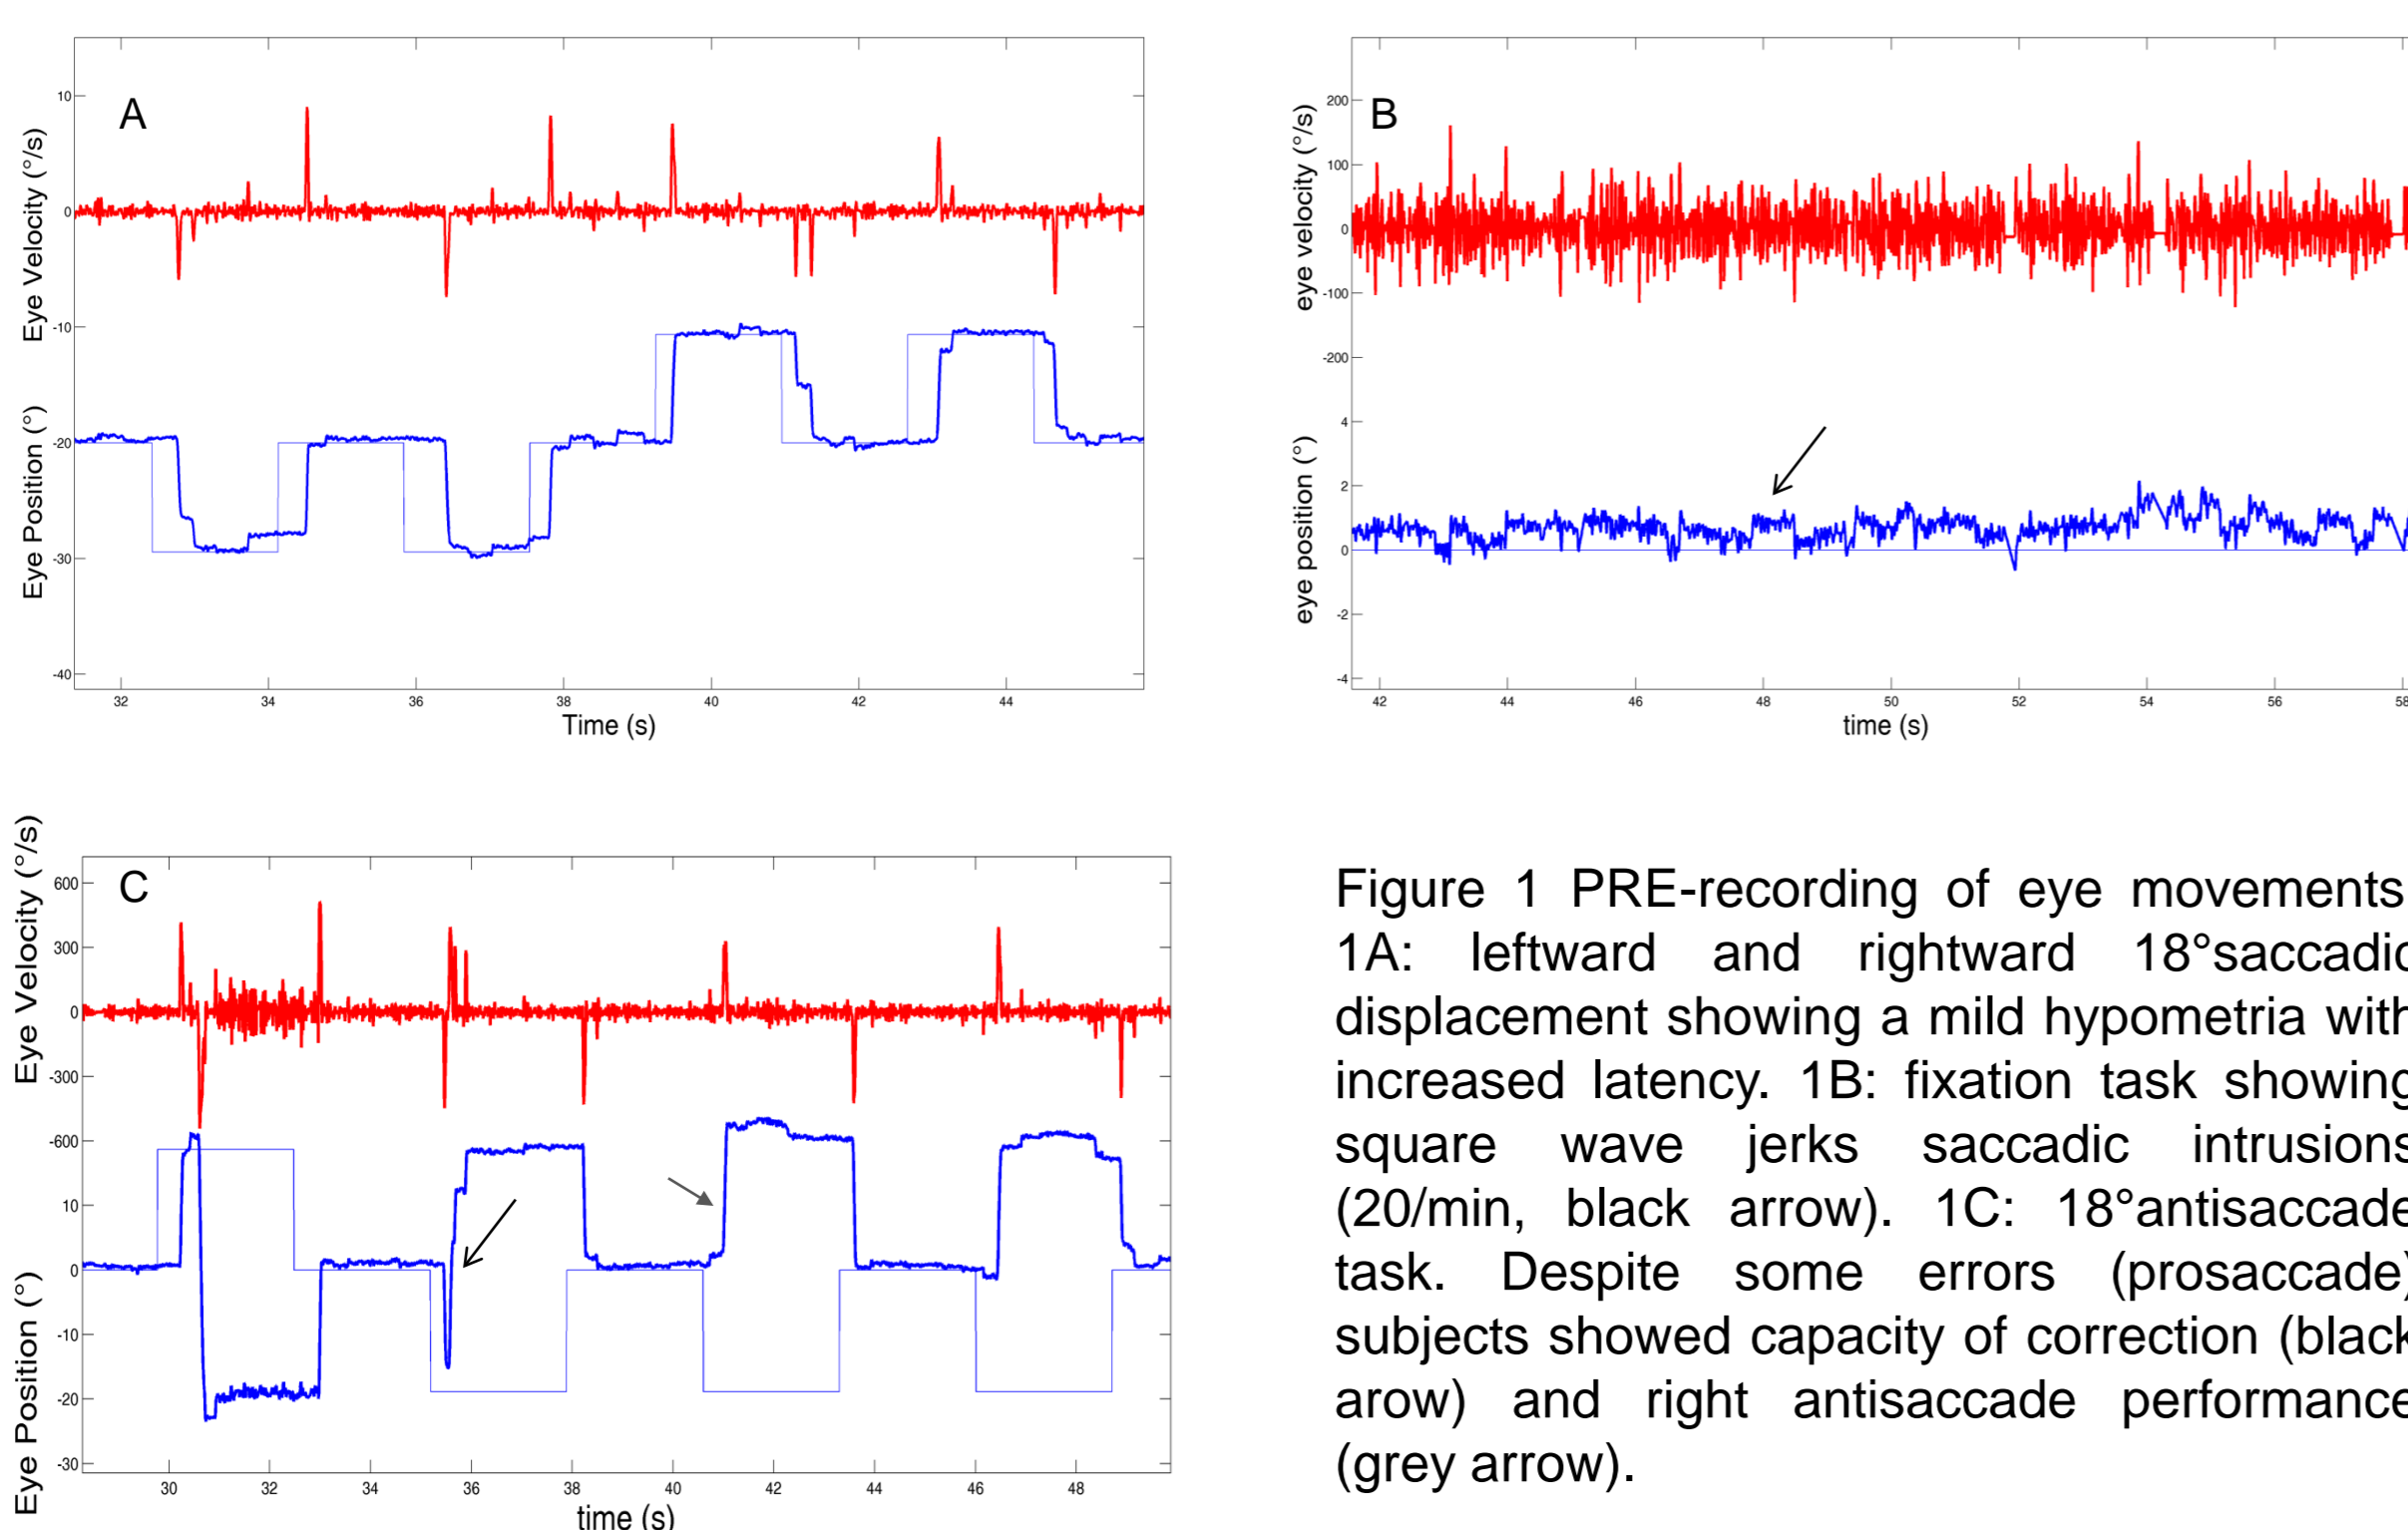 A
Eye Velocity (°/s)
Eye Position (°)
10
0
-10
-20
-30
-40
32 34 36 38 40 42 44
Time (s)
B
eye velocity (°/s)
eye position (°)
200
100
0
-100
-200
4
2
0
-2
-4
42 44 46 48 50 52 54 56 58
time (s)
C
Eye Velocity (°/s)
Eye Position (°)
600
300
0
-300
-600
10
0
-10
-20
-30
30 32 34 36 38 40 42 44 46 48
time (s)
Figure 1 PRE-recording of eye movements
1A: leftward and rightward 18°saccadic
displacement showing a mild hypometria with
increased latency. 1B: fixation task showing
square wave jerks saccadic intrusions
(20/min, black arrow). 1C: 18°antisaccade
task. Despite some errors (prosaccade)
subjects showed capacity of correction (black
arow) and right antisaccade performance
(grey arrow).